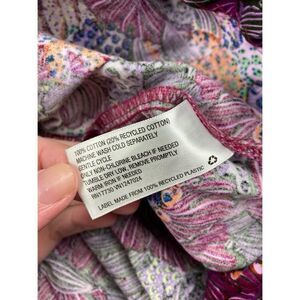 100% COTTON (20% RECYCLED COTTON)
MACHINE WASH COLD SEPARATELY
GENTLE CYCLE
ONLY NON-CHLORINE BLEACH IF NEEDED
TUMBLE DRY LOW, REMOVE PROMPTLY
WARM IRON IF NEEDED
LABEL MADE FROM 100% RECYCLED PLASTIC